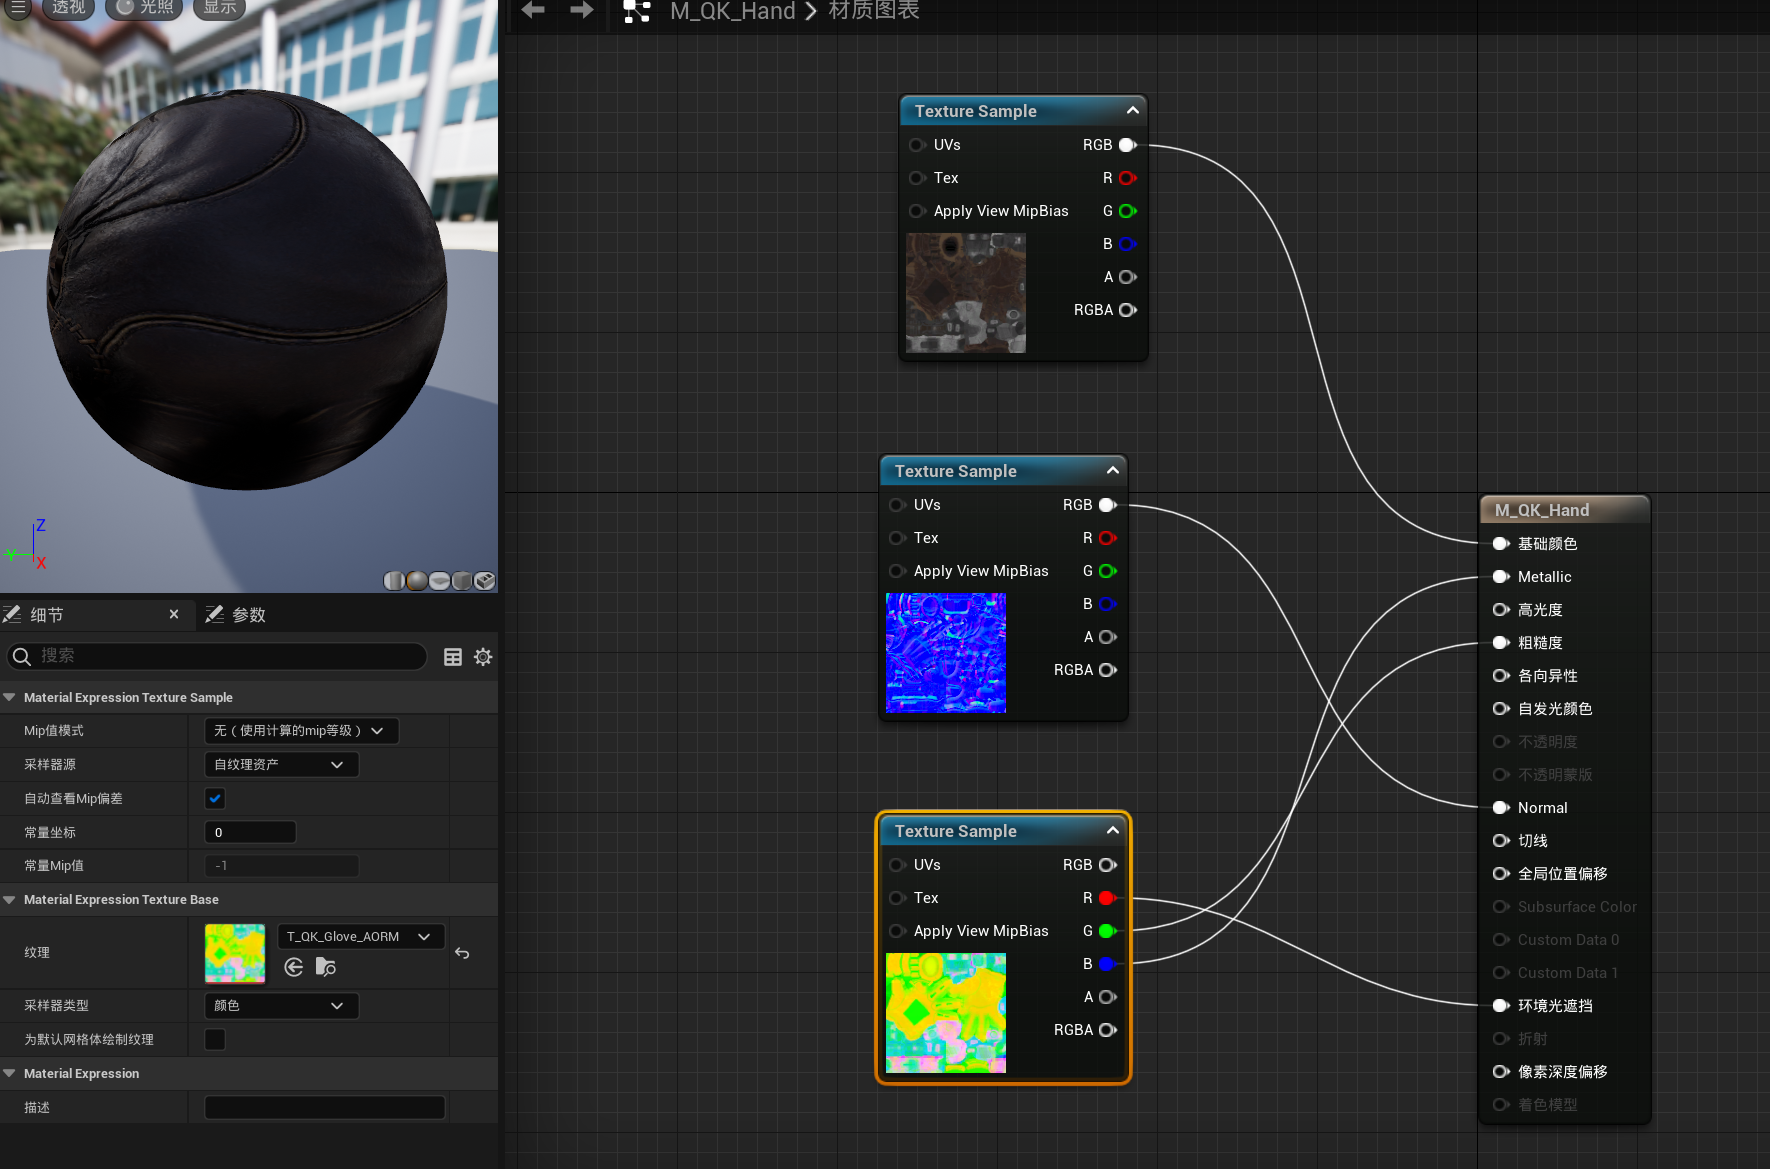 透视
光照
显示
M_QK_Hand
材质图表
Z
Y
X
细节
参数
搜索
Material Expression Texture Sample
Mip值模式
无（使用计算的mip等级）
采样器源
自纹理资产
自动查看Mip偏差
常量坐标
0
常量Mip值
-1
Material Expression Texture Base
纹理
T_QK_Glove_AORM
采样器类型
颜色
为默认网格体绘制纹理
Material Expression
描述
Texture Sample
UVs RGB
Tex R
Apply View MipBias G
B
A
RGBA
Texture Sample
UVs RGB
Tex R
Apply View MipBias G
B
A
RGBA
Texture Sample
UVs RGB
Tex R
Apply View MipBias G
B
A
RGBA
M_QK_Hand
基础颜色
Metallic
高光度
粗糙度
各向异性
自发光颜色
不透明度
不透明蒙版
Normal
切线
全局位置偏移
Subsurface Color
Custom Data 0
Custom Data 1
环境光遮挡
折射
像素深度偏移
着色模型